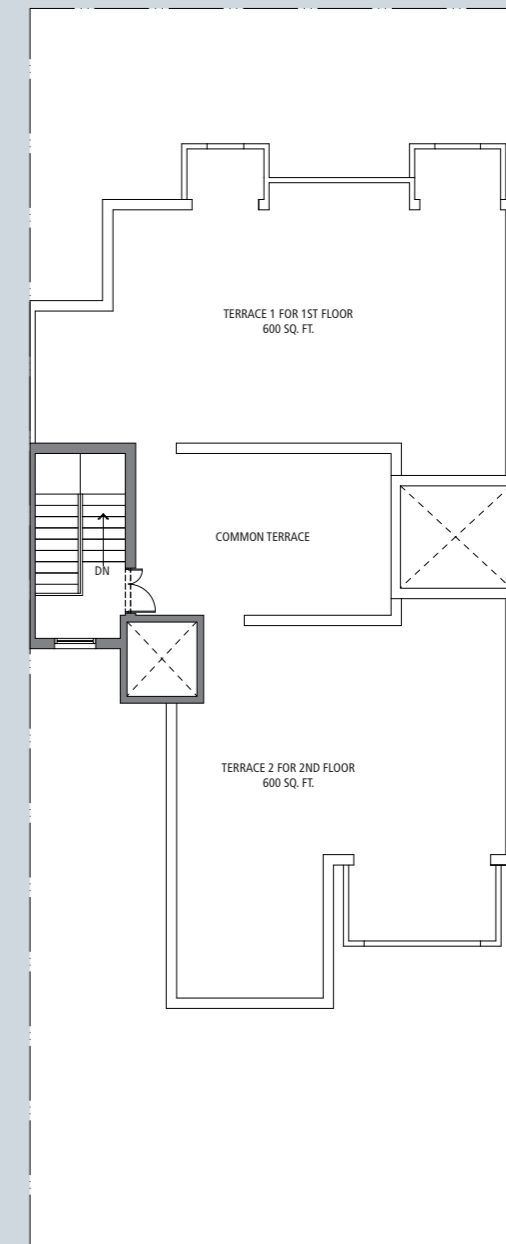 TERRACE 1 FOR 1ST FLOOR
600 SQ. FT.
COMMON TERRACE
DN
TERRACE 2 FOR 2ND FLOOR
600 SQ. FT.